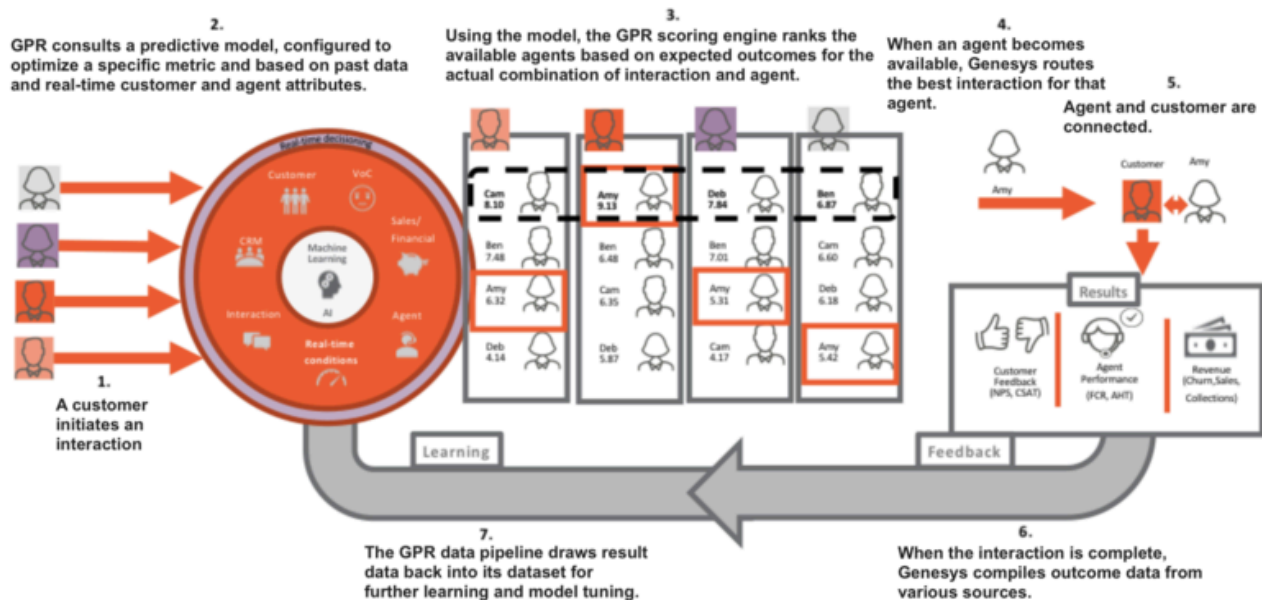 2.
GPR consults a predictive model, configured to
optimize a specific metric and based on past data
and real-time customer and agent attributes.
3.
Using the model, the GPR scoring engine ranks the
available agents based on expected outcomes for the
actual combination of interaction and agent.
4.
When an agent becomes
available, Genesys routes
the best interaction for that
agent.
5.
Agent and customer are
connected.
Real-time decisioning
Customer
VoC
CRM
Sales/
Financial
Machine
Learning
AI
Interaction
Agent
Real-time
conditions
1.
A customer
initiates an
interaction
Cam
8.10
Ben
7.48
Amy
6.32
Deb
4.14
Amy
9.13
Ben
6.48
Cam
6.35
Deb
5.87
Deb
7.84
Ben
7.01
Amy
5.31
Cam
4.17
Ben
6.87
Cam
6.60
Deb
6.18
Amy
5.42
Amy
Customer
Amy
Results
Customer
Feedback
(NPS, CSAT)
Agent
Performance
(FCR, AHT)
Revenue
(Churn,Sales,
Collections)
Learning
Feedback
7.
The GPR data pipeline draws result
data back into its dataset for
further learning and model tuning.
6.
When the interaction is complete,
Genesys compiles outcome data from
various sources.